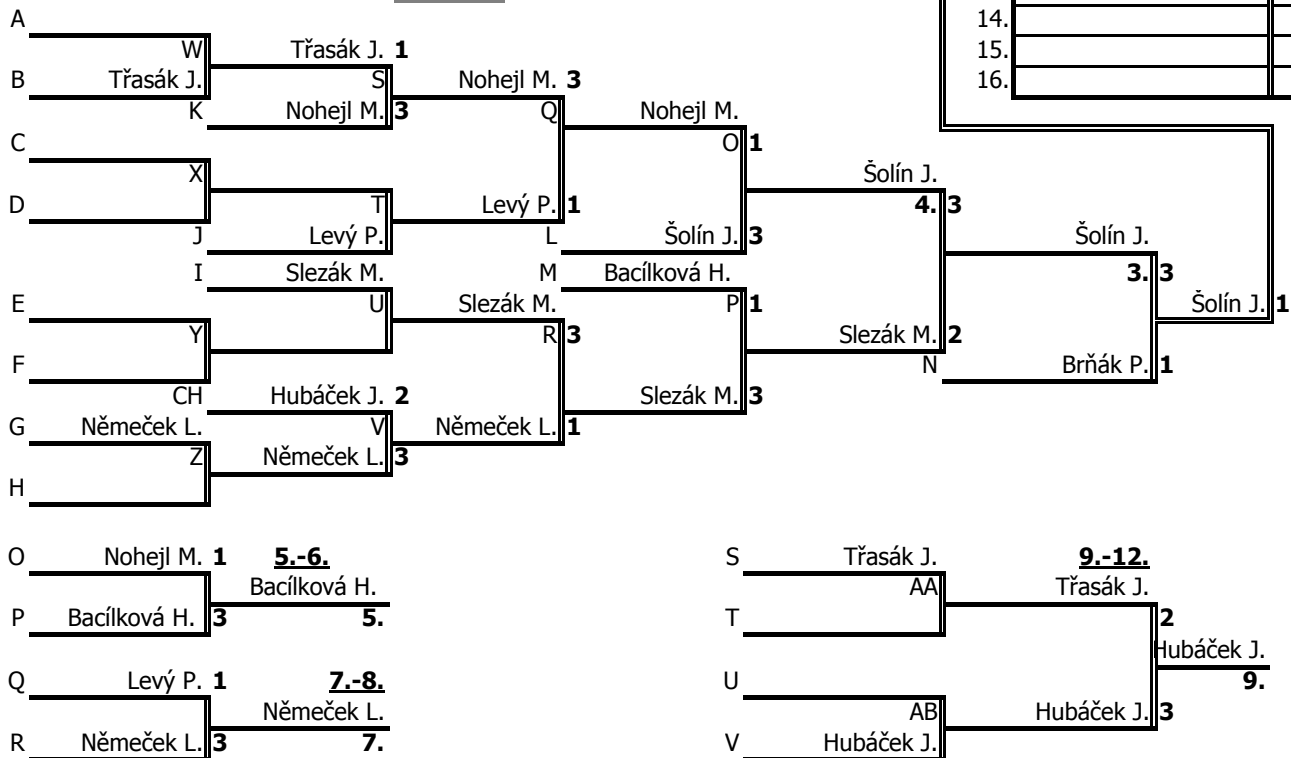 A
14.
W Třasák J. 1
15.
B Třasák J. S Nohejl M. 3
16.
K Nohejl M. 3 Q Nohejl M.
C O 1
X Šolín J.
D T Levý P. 1 4. 3
J Levý P. L Šolín J. 3 Šolín J.
I Slezák M. M Bacílková H. 3. 3
E U Slezák M. P 1 Šolín J. 1
Y R 3 Slezák M. 2
F N Brňák P. 1
CH Hubáček J. 2 Slezák M. 3
G Němeček L. V Němeček L. 1
Z Němeček L. 3
H
O Nohejl M. 1 5.-6. S Třasák J. 9.-12.
Bacílková H. AA Třasák J.
P Bacílková H. 3 5. T 2
Hubáček J.
Q Levý P. 1 7.-8. U 9.
Němeček L. AB Hubáček J. 3
R Němeček L. 3 7. V Hubáček J.